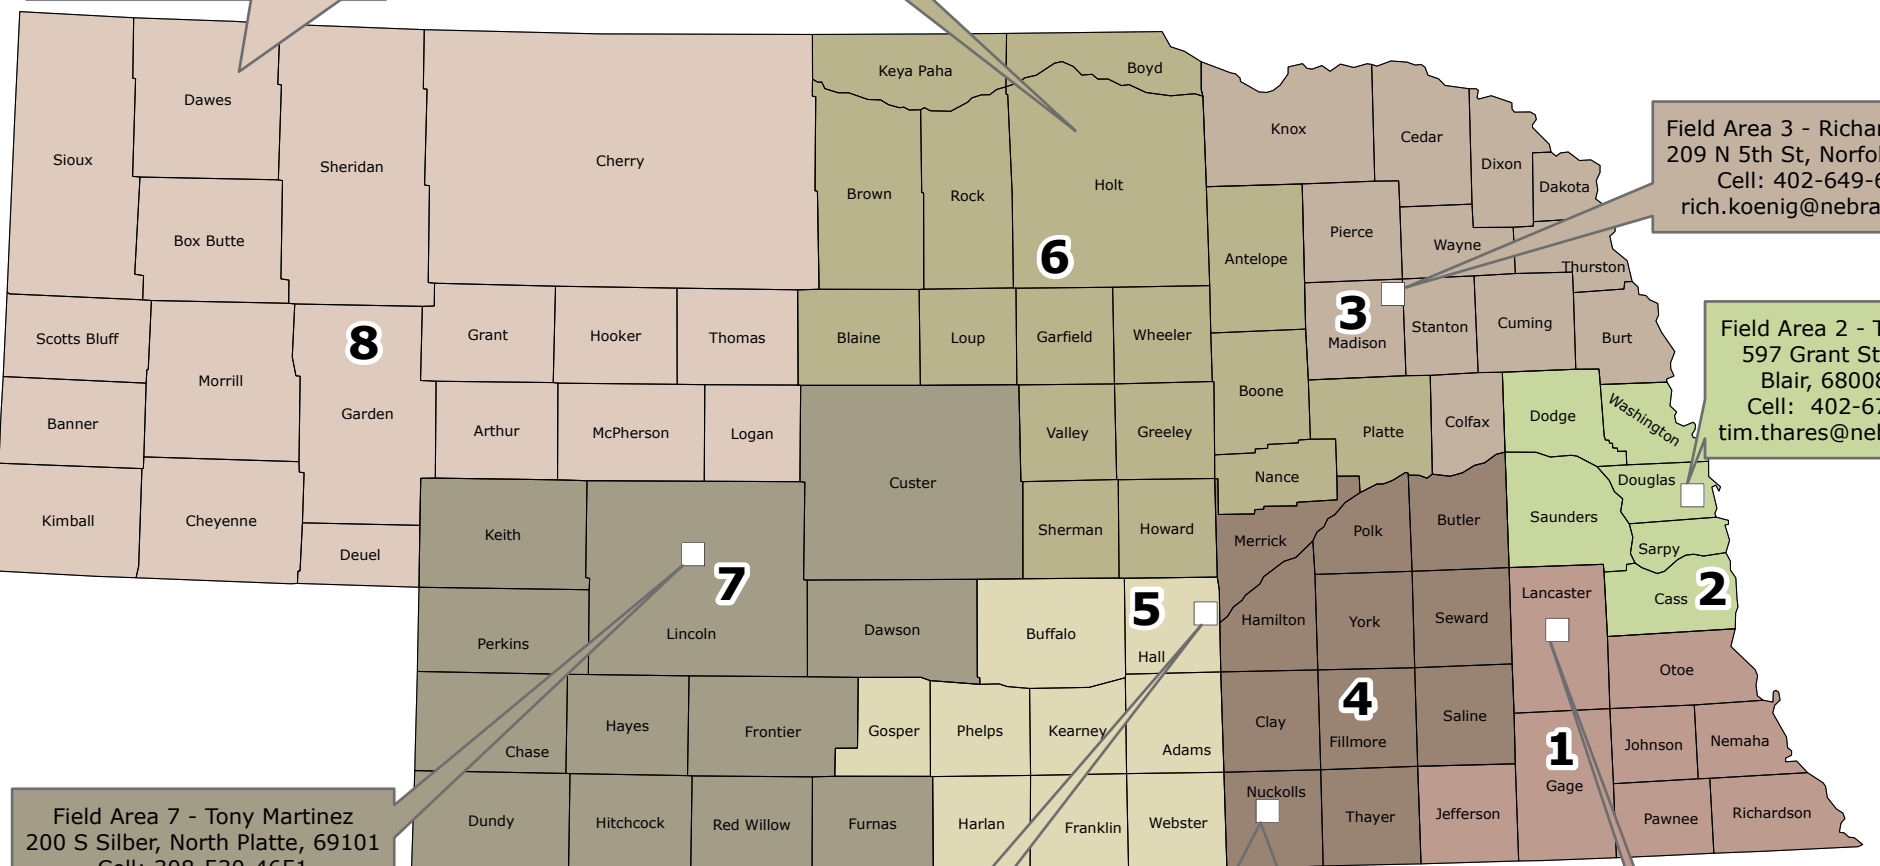 Keya Paha
Boyd
Dawes
Sioux
Sheridan
Cherry
Knox
Cedar
Dixon
Dakota
Brown
Rock
Holt
Box Butte
Pierce
Wayne
Antelope
Thurston
6
Field Area 3 - Richa
209 N 5th St, Norfo
Cell: 402-649-
rich.koenig@nebra
Scotts Bluff
8
Grant
Hooker
Thomas
Blaine
Loup
Garfield
Wheeler
3
Madison
Stanton
Cuming
Burt
Morrill
Garden
Banner
Arthur
McPherson
Logan
Valley
Greeley
Boone
Platte
Colfax
Dodge
Washington
Field Area 2 - T
597 Grant St
Blair, 68008
Cell: 402-67
tim.thares@neb
Custer
Nance
Douglas
Kimball
Cheyenne
Deuel
Keith
Sherman
Howard
Merrick
Polk
Butler
Saunders
Sarpy
7
Lincoln
Perkins
Dawson
Buffalo
5
Hall
Hamilton
York
Seward
Lancaster
Cass
2
Otoe
Chase
Hayes
Frontier
Gosper
Phelps
Kearney
Adams
Clay
4
Fillmore
Saline
1
Gage
Johnson
Nemaha
Field Area 7 - Tony Martinez
200 S Silber, North Platte, 69101
Cell: 308-530-4651
Dundy
Hitchcock
Red Willow
Furnas
Harlan
Franklin
Webster
Nuckolls
Thayer
Jefferson
Pawnee
Richardson